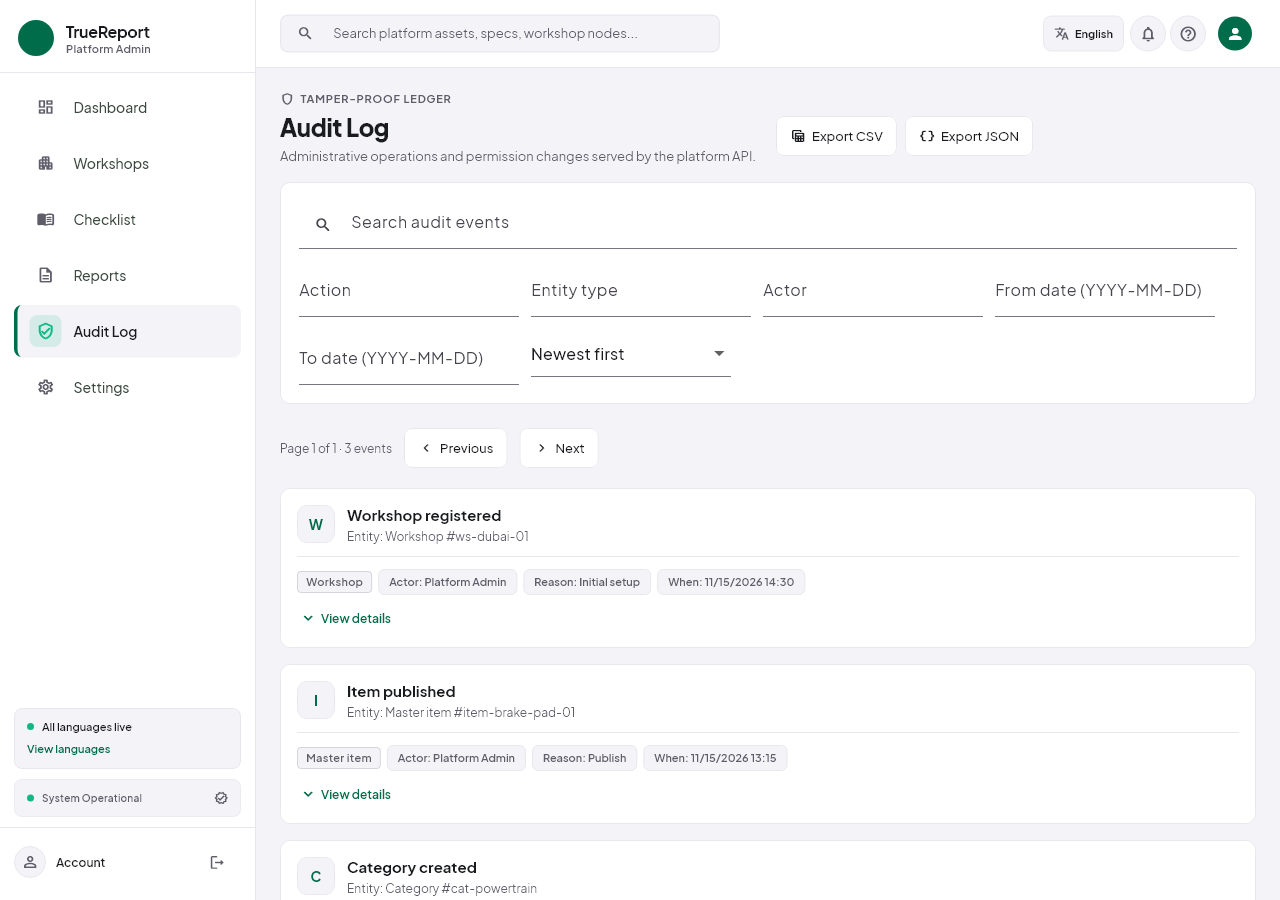 TrueReport
Platform Admin
Search platform assets, specs, workshop nodes...
English
Dashboard
Workshops
Checklist
Reports
Audit Log
Settings
All languages live
View languages
System Operational
Account
TAMPER-PROOF LEDGER
Audit Log
Administrative operations and permission changes served by the platform API.
Export CSV
Export JSON
Search audit events
Action
Entity type
Actor
From date (YYYY-MM-DD)
To date (YYYY-MM-DD)
Newest first
Page 1 of 1 · 3 events
Previous
Next
W
Workshop registered
Entity: Workshop #ws-dubai-01
Workshop
Actor: Platform Admin
Reason: Initial setup
When: 11/15/2026 14:30
View details
I
Item published
Entity: Master item #item-brake-pad-01
Master item
Actor: Platform Admin
Reason: Publish
When: 11/15/2026 13:15
View details
C
Category created
Entity: Category #cat-powertrain